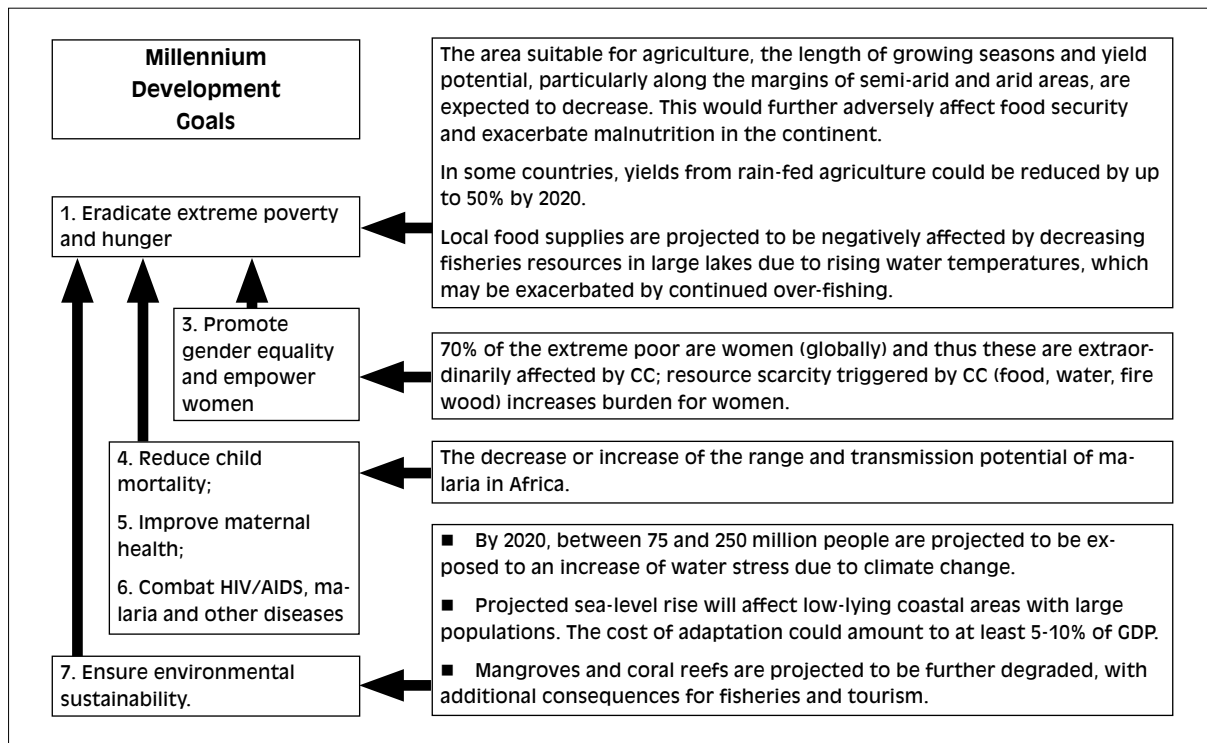 Millennium
Development
Goals
The area suitable for agriculture, the length of growing seasons and yield
potential, particularly along the margins of semi-arid and arid areas, are
expected to decrease. This would further adversely affect food security
and exacerbate malnutrition in the continent.
In some countries, yields from rain-fed agriculture could be reduced by up
to 50% by 2020.
Local food supplies are projected to be negatively affected by decreasing
fisheries resources in large lakes due to rising water temperatures, which
may be exacerbated by continued over-fishing.
1. Eradicate extreme poverty
and hunger
3. Promote
gender equality
and empower
women
70% of the extreme poor are women (globally) and thus these are extraor-
dinarily affected by CC; resource scarcity triggered by CC (food, water, fire
wood) increases burden for women.
4. Reduce child
mortality;
5. Improve maternal
health;
6. Combat HIV/AIDS, ma-
laria and other diseases
The decrease or increase of the range and transmission potential of ma-
laria in Africa.
■ By 2020, between 75 and 250 million people are projected to be ex-
posed to an increase of water stress due to climate change.
■ Projected sea-level rise will affect low-lying coastal areas with large
populations. The cost of adaptation could amount to at least 5-10% of GDP.
■ Mangroves and coral reefs are projected to be further degraded, with
additional consequences for fisheries and tourism.
7. Ensure environmental
sustainability.